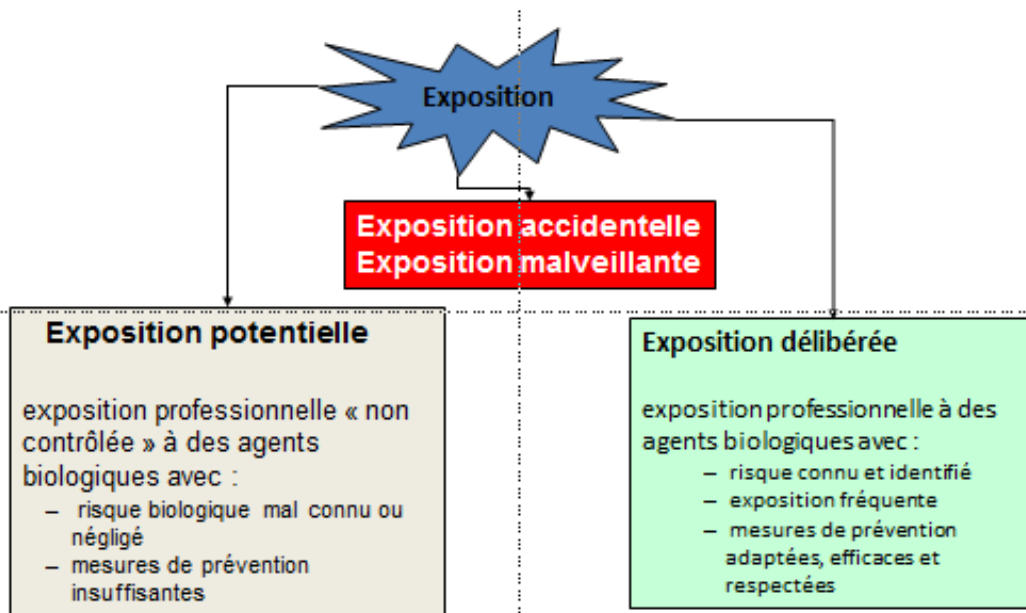 Exposition
Exposition accidentelle
Exposition malveillante
Exposition potentielle
exposition professionnelle « non
contrôlée » à des agents
biologiques avec :
– risque biologique mal connu ou
négligé
– mesures de prévention
insuffisantes
Exposition délibérée
exposition professionnelle à des
agents biologiques avec :
– risque connu et identifié
– exposition fréquente
– mesures de prévention
adaptées, efficaces et
respectées